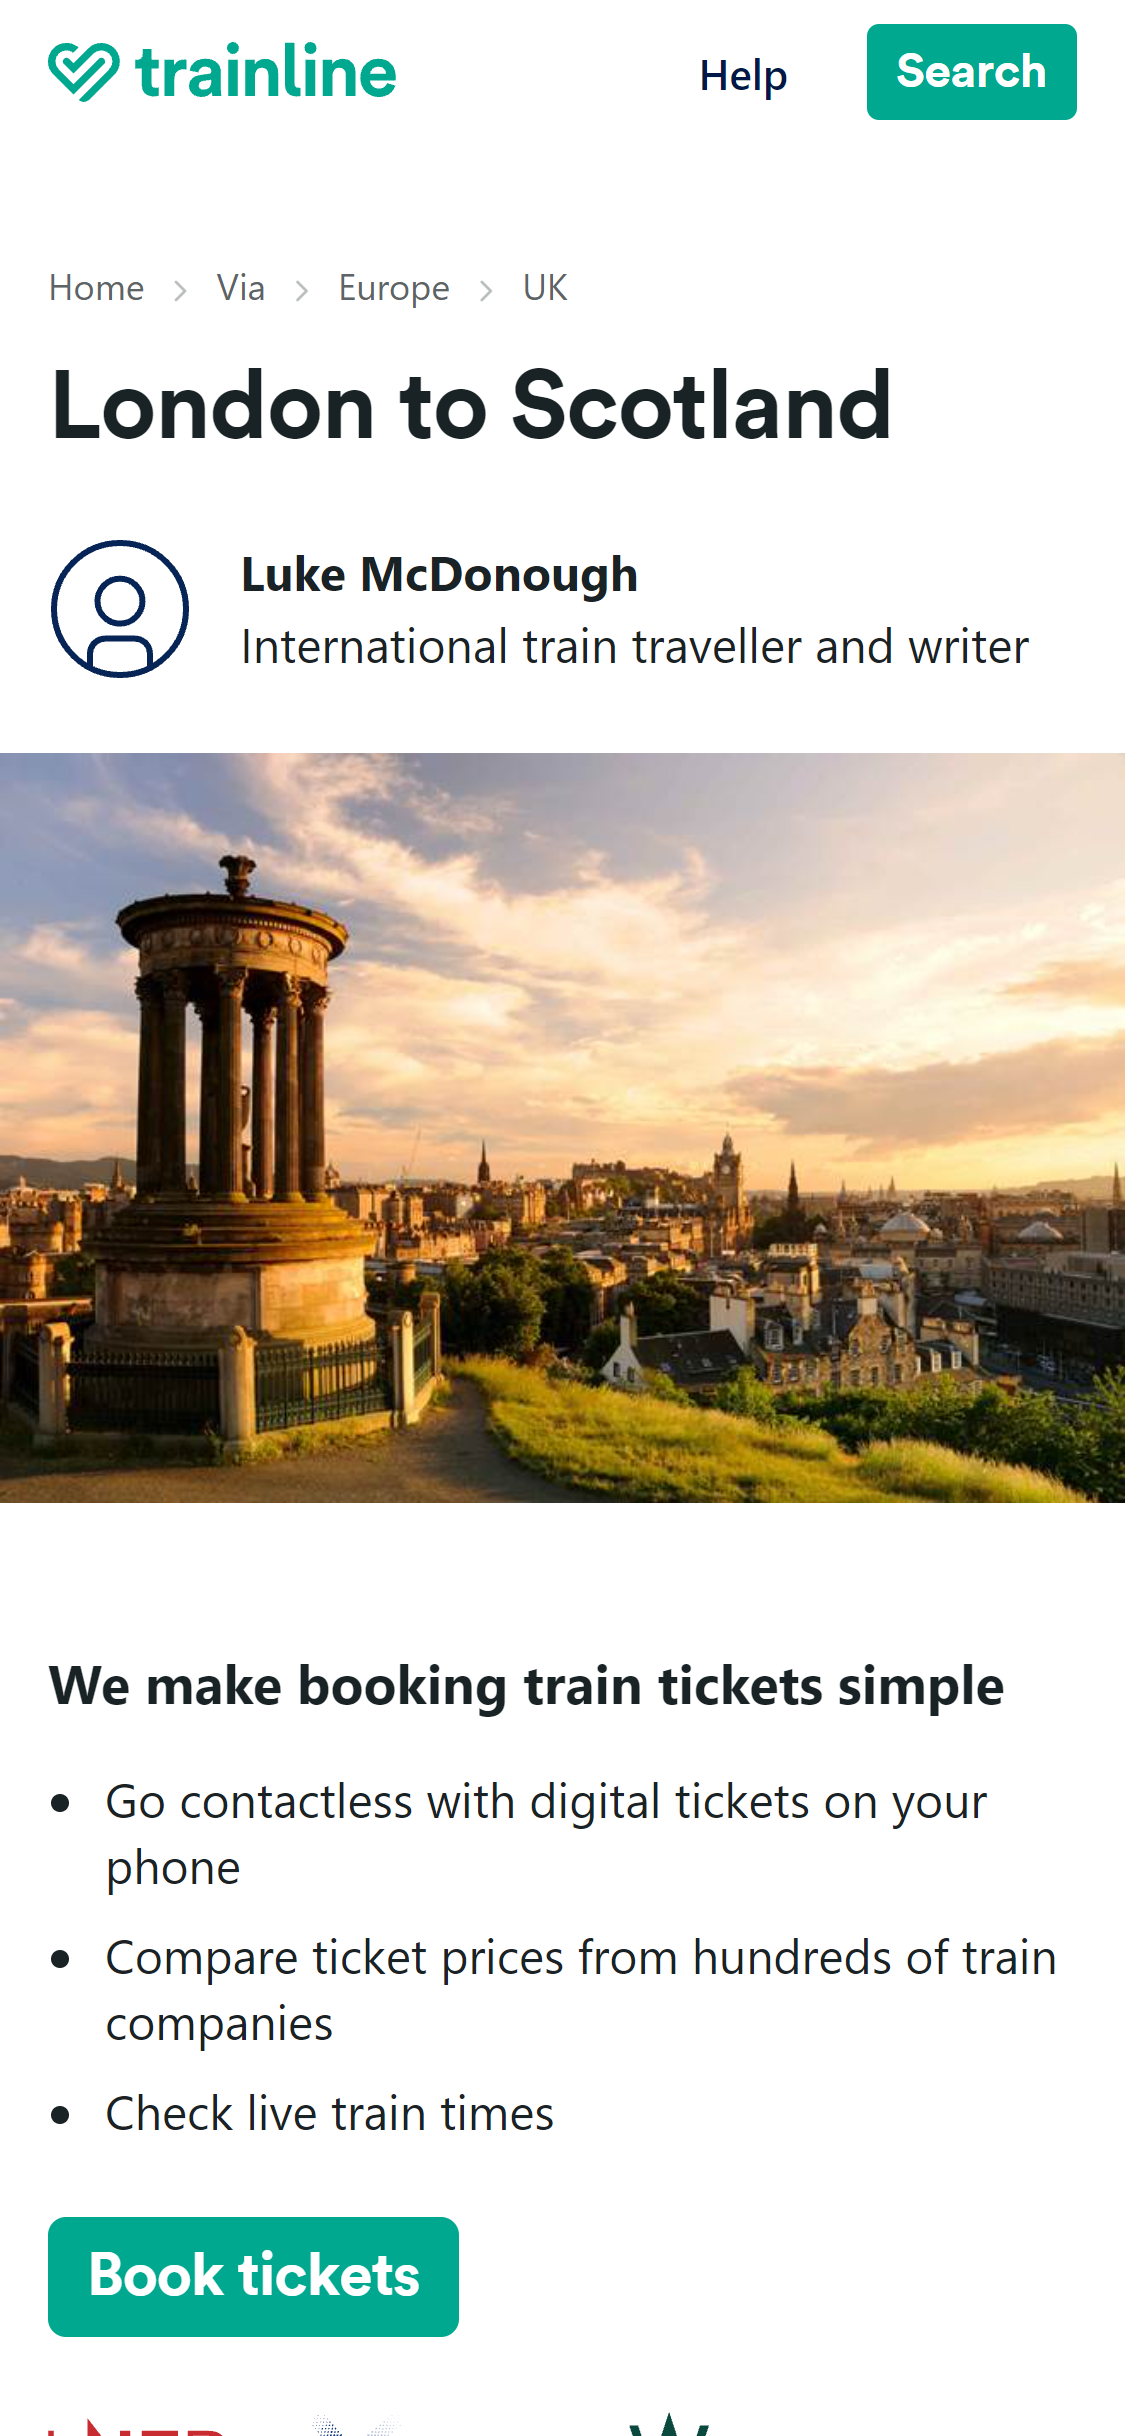 trainline
Help
Search
Home
Via
Europe
UK
London to Scotland
Luke McDonough
International train traveller and writer
We make booking train tickets simple
Go contactless with digital tickets on your
phone
Compare ticket prices from hundreds of train
companies
Check live train times
Book tickets